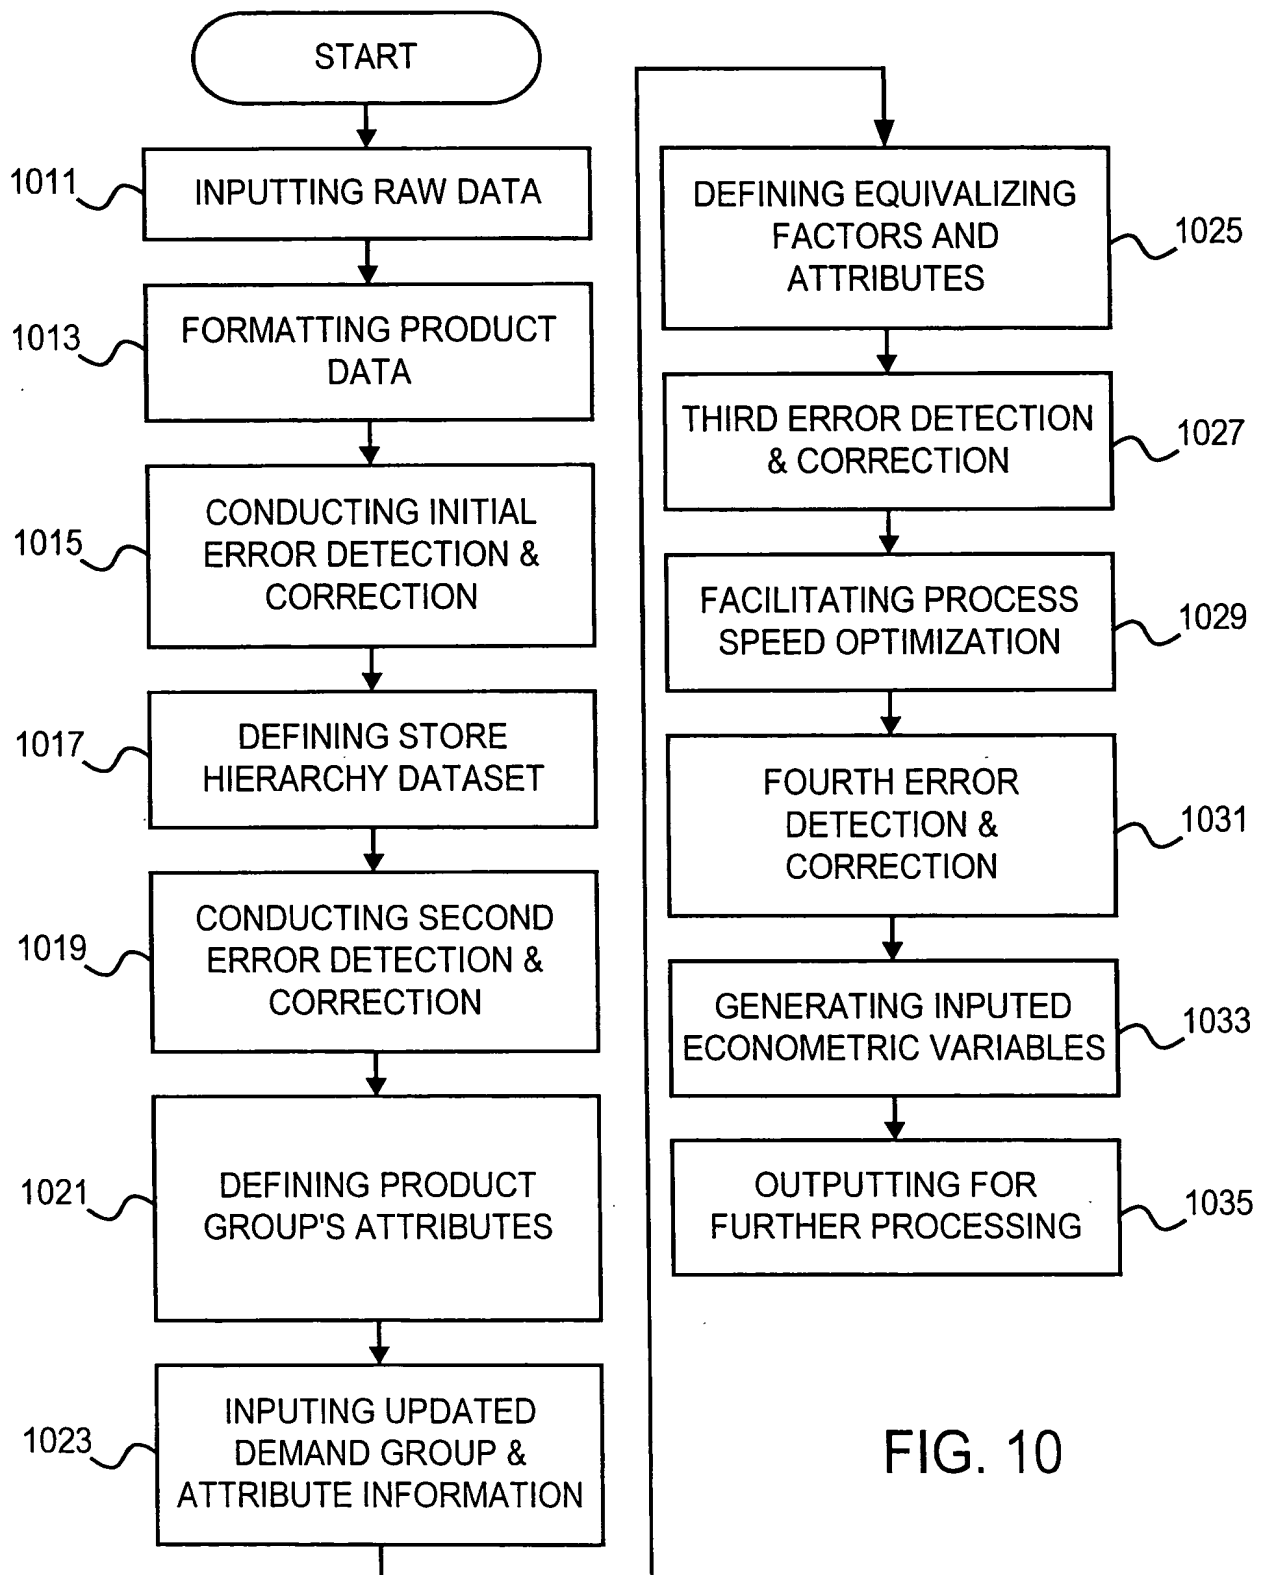 START
1011
INPUTTING RAW DATA
1013
FORMATTING PRODUCT
DATA
1015
CONDUCTING INITIAL
ERROR DETECTION &
CORRECTION
1017
DEFINING STORE
HIERARCHY DATASET
1019
CONDUCTING SECOND
ERROR DETECTION &
CORRECTION
1021
DEFINING PRODUCT
GROUP'S ATTRIBUTES
1023
INPUTING UPDATED
DEMAND GROUP &
ATTRIBUTE INFORMATION
DEFINING EQUIVALIZING
FACTORS AND
ATTRIBUTES
1025
THIRD ERROR DETECTION
& CORRECTION
1027
FACILITATING PROCESS
SPEED OPTIMIZATION
1029
FOURTH ERROR
DETECTION &
CORRECTION
1031
GENERATING INPUTED
ECONOMETRIC VARIABLES
1033
OUTPUTTING FOR
FURTHER PROCESSING
1035
FIG. 10